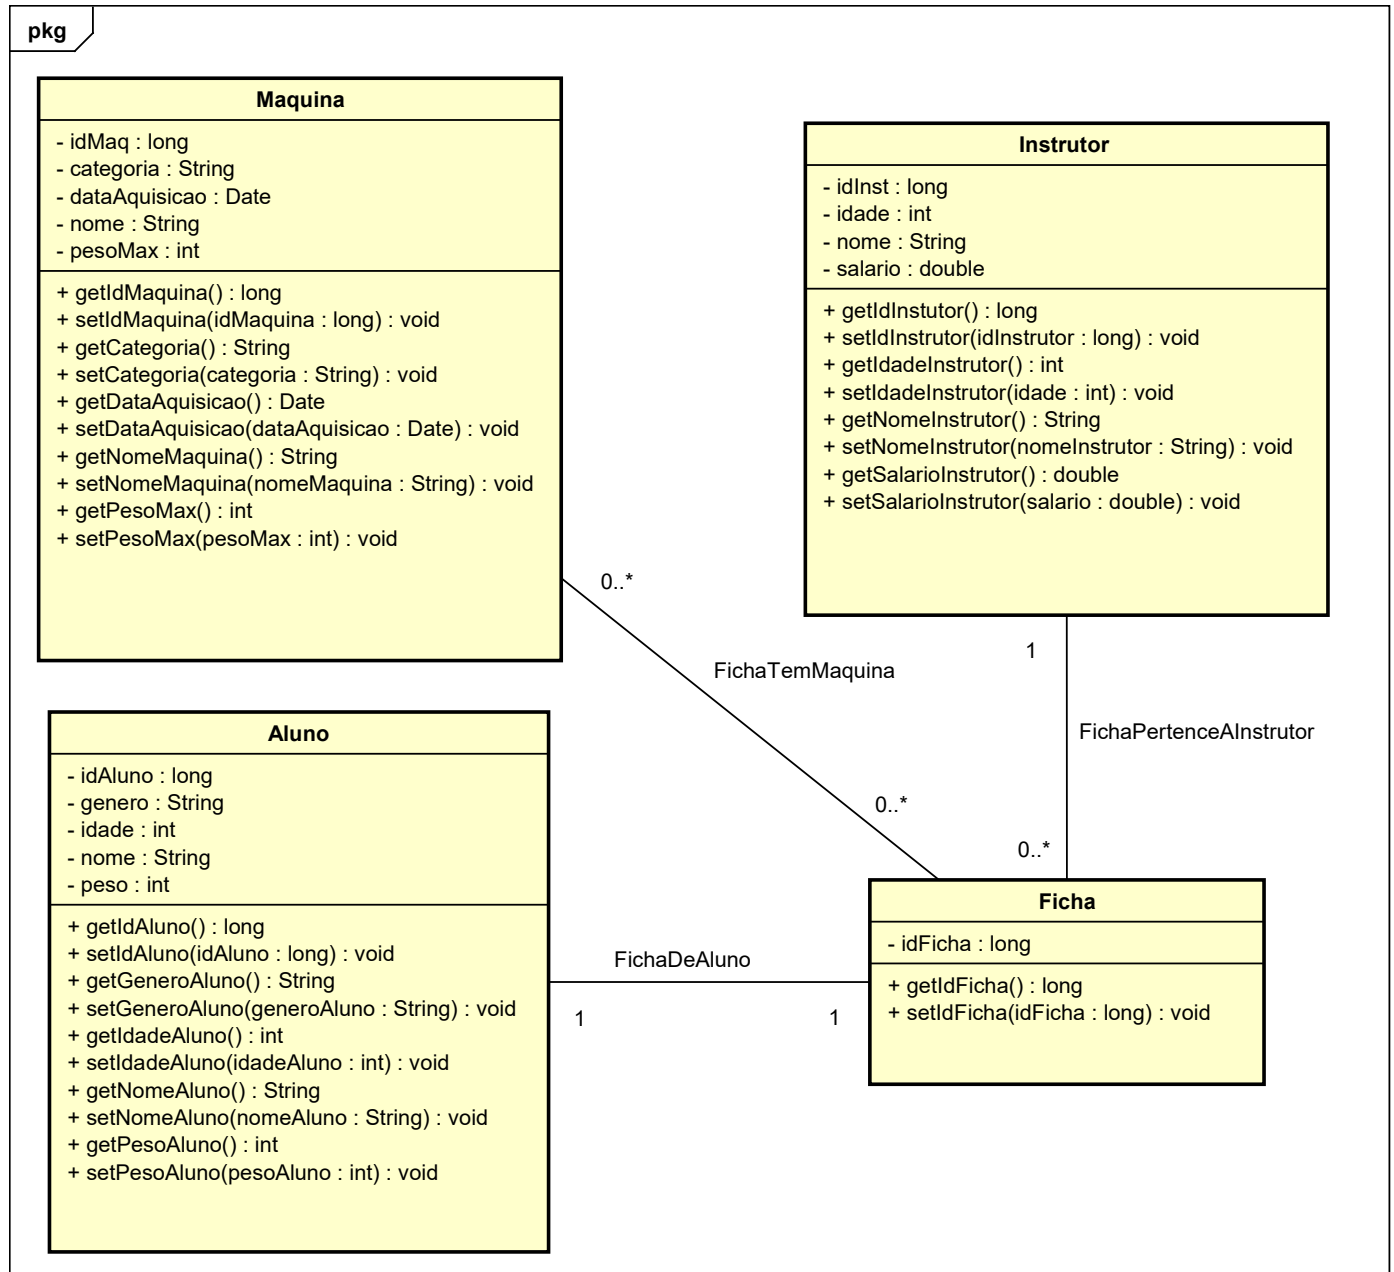 pkg
Maquina
- idMaq : long
- categoria : String
- dataAquisicao : Date
- nome : String
- pesoMax : int
+ getIdMaquina() : long
+ setIdMaquina(idMaquina : long) : void
+ getCategoria() : String
+ setCategoria(categoria : String) : void
+ getDataAquisicao() : Date
+ setDataAquisicao(dataAquisicao : Date) : void
+ getNomeMaquina() : String
+ setNomeMaquina(nomeMaquina : String) : void
+ getPesoMax() : int
+ setPesoMax(pesoMax : int) : void
Instrutor
- idInst : long
- idade : int
- nome : String
- salario : double
+ getIdInstutor() : long
+ setIdInstrutor(idInstrutor : long) : void
+ getIdadeInstrutor() : int
+ setIdadeInstrutor(idade : int) : void
+ getNomeInstrutor() : String
+ setNomeInstrutor(nomeInstrutor : String) : void
+ getSalarioInstrutor() : double
+ setSalarioInstrutor(salario : double) : void
0..*
FichaTemMaquina
0..*
1
FichaPertenceAInstrutor
0..*
Aluno
- idAluno : long
- genero : String
- idade : int
- nome : String
- peso : int
+ getIdAluno() : long
+ setIdAluno(idAluno : long) : void
+ getGeneroAluno() : String
+ setGeneroAluno(generoAluno : String) : void
+ getIdadeAluno() : int
+ setIdadeAluno(idadeAluno : int) : void
+ getNomeAluno() : String
+ setNomeAluno(nomeAluno : String) : void
+ getPesoAluno() : int
+ setPesoAluno(pesoAluno : int) : void
FichaDeAluno
1
1
Ficha
- idFicha : long
+ getIdFicha() : long
+ setIdFicha(idFicha : long) : void